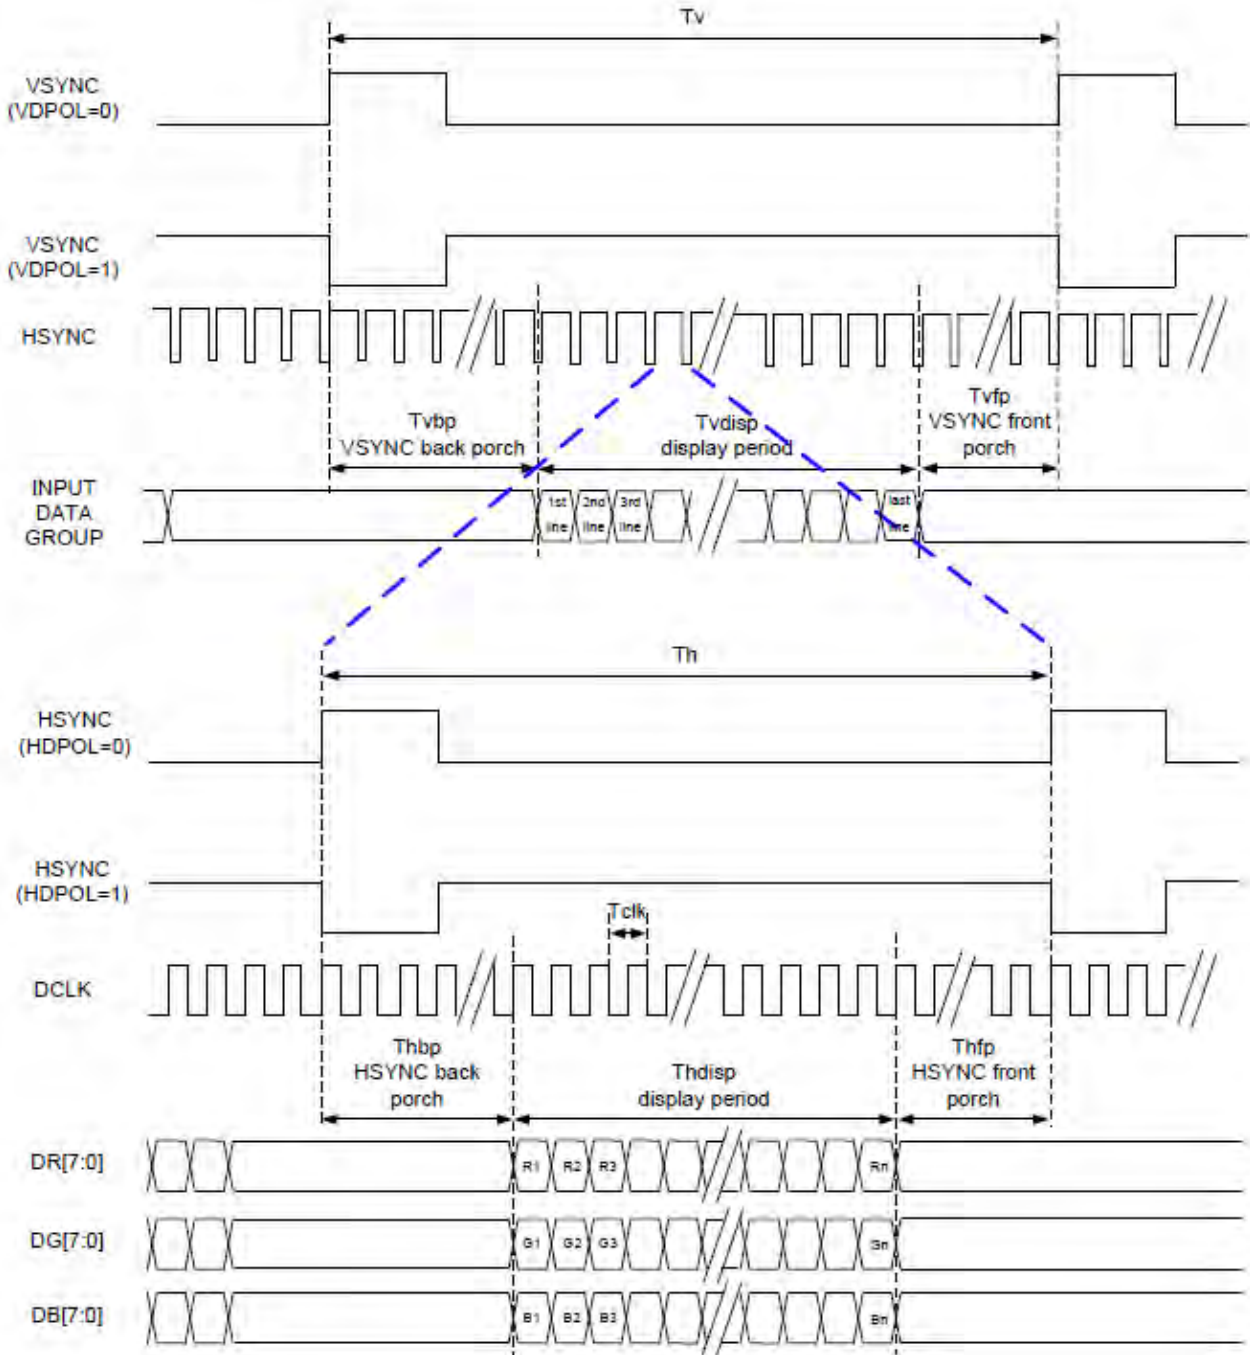 Tv
VSYNC
(VDPOL=0)
VSYNC
(VDPOL=1)
HSYNC
Tvbp
VSYNC back porch
Tvdisp
display period
Tvfp
VSYNC front
porch
INPUT
DATA
GROUP
1st
line
2nd
line
3rd
line
last
line
Th
HSYNC
(HDPOL=0)
HSYNC
(HDPOL=1)
Tclk
DCLK
Thbp
HSYNC back
porch
Thdisp
display period
Thfp
HSYNC front
porch
DR[7:0]
R1 R2 R3 Rn
DG[7:0]
G1 G2 G3 Gn
DB[7:0]
B1 B2 B3 Bn